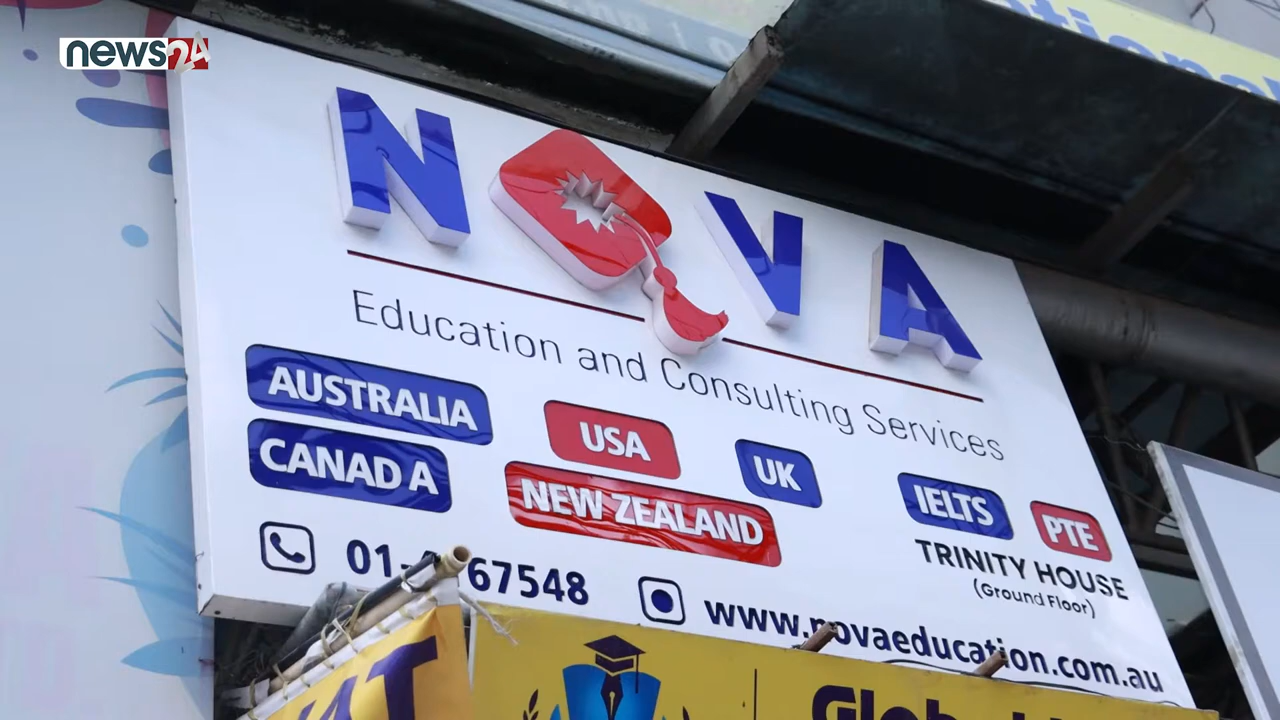 news24
NOVA
Education and Consulting Services
AUSTRALIA
USA
UK
IELTS
PTE
CANADA
NEW ZEALAND
TRINITY HOUSE
(Ground Floor)
01- 67548
www.novaeducation.com.au